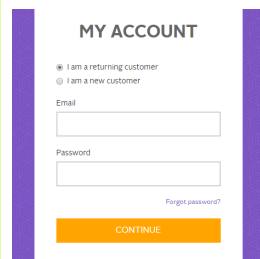 MY ACCOUNT
I am a returning customer
I am a new customer
Email
Password
Forgot password?
CONTINUE